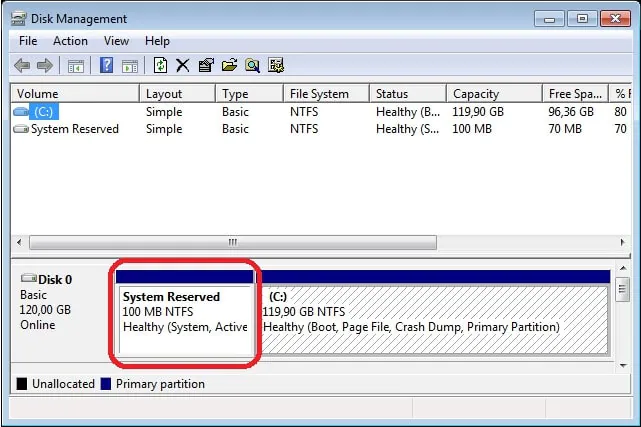 Disk Management
File Action View Help
Volume Layout Type File System Status Capacity Free Spa... % F
(C:) Simple Basic NTFS Healthy (B... 119,90 GB 96,36 GB 80
System Reserved Simple Basic NTFS Healthy (S... 100 MB 70 MB 70
Disk 0
Basic
120,00 GB
Online
System Reserved
100 MB NTFS
Healthy (System, Active
(C:)
119,90 GB NTFS
Healthy (Boot, Page File, Crash Dump, Primary Partition)
Unallocated Primary partition